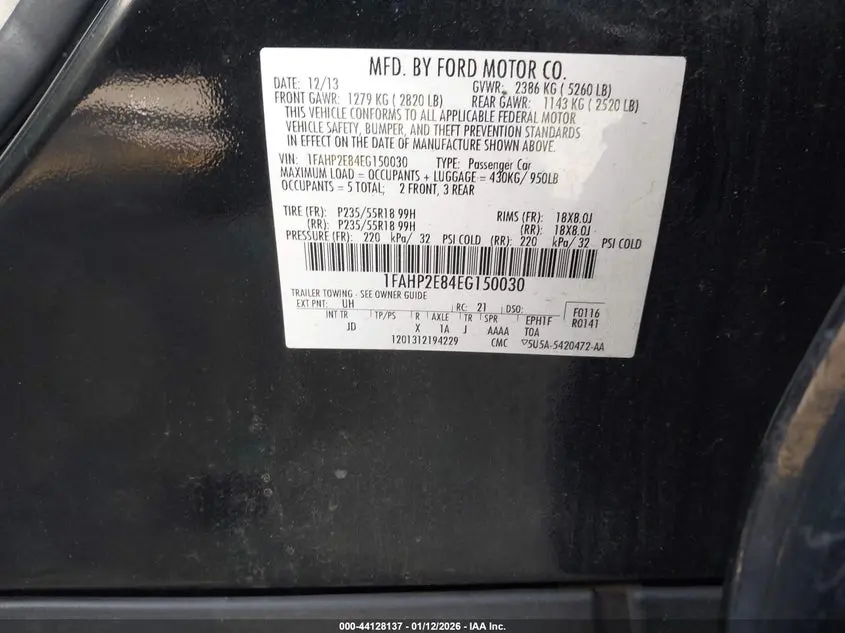 MFD. BY FORD MOTOR CO.
DATE: 12/13 GVWR: 2386 KG ( 5260 LB)
FRONT GAWR: 1279 KG ( 2820 LB) REAR GAWR: 1143 KG ( 2520 LB)
THIS VEHICLE CONFORMS TO ALL APPLICABLE FEDERAL MOTOR
VEHICLE SAFETY, BUMPER, AND THEFT PREVENTION STANDARDS
IN EFFECT ON THE DATE OF MANUFACTURE SHOWN ABOVE.
VIN: 1FAHP2E84EG150030 TYPE: Passenger Car
MAXIMUM LOAD = OCCUPANTS + LUGGAGE = 430KG/ 950LB
OCCUPANTS = 5 TOTAL; 2 FRONT, 3 REAR
TIRE (FR): P235/55R18 99H RIMS (FR): 18X8.0J
(RR): P235/55R18 99H (RR): 18X8.0J
PRESSURE (FR): 220 kPa/ 32 PSI COLD (RR): 220 kPa/ 32 PSI COLD
1FAHP2E84EG150030
TRAILER TOWING - SEE OWNER GUIDE
EXT PNT: UH RC: 21 DSO: F0116
INT TR TP/PS R AXLE TR SPR EPH1F R0141
JD X 1A J AAAA TOA
1201312194229 CMC ▽5U5A-5420472-AA
000-44128137 - 01/12/2026 - IAA Inc.